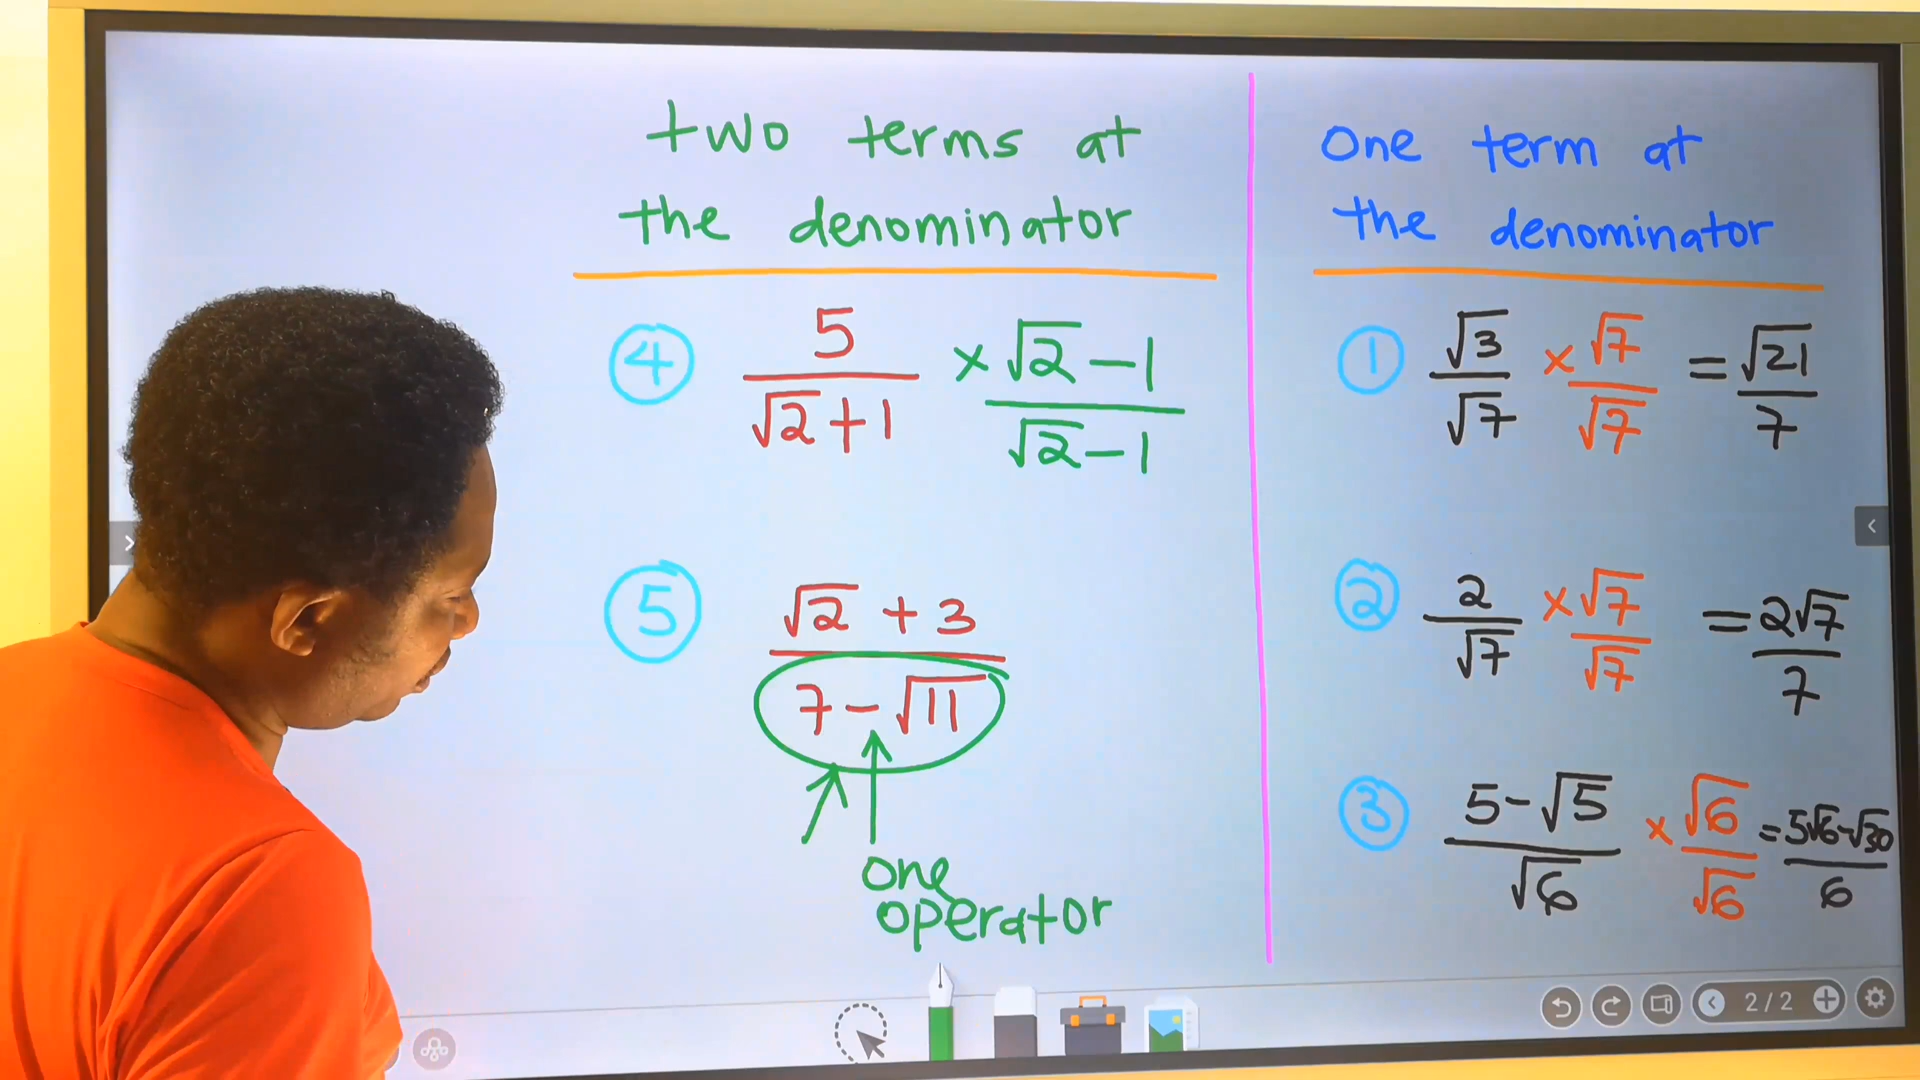 two terms at
the denominator
④ 5/(√2+1) × (√2-1)/(√2-1)
⑤ (√2+3)/(7-√11)
one
operator
One term at
the denominator
① √3/√7 × √7/√7 = √21/7
② 2/√7 × √7/√7 = 2√7/7
③ (5-√5)/√6 × √6/√6 = (5√6-√30)/6
2/2